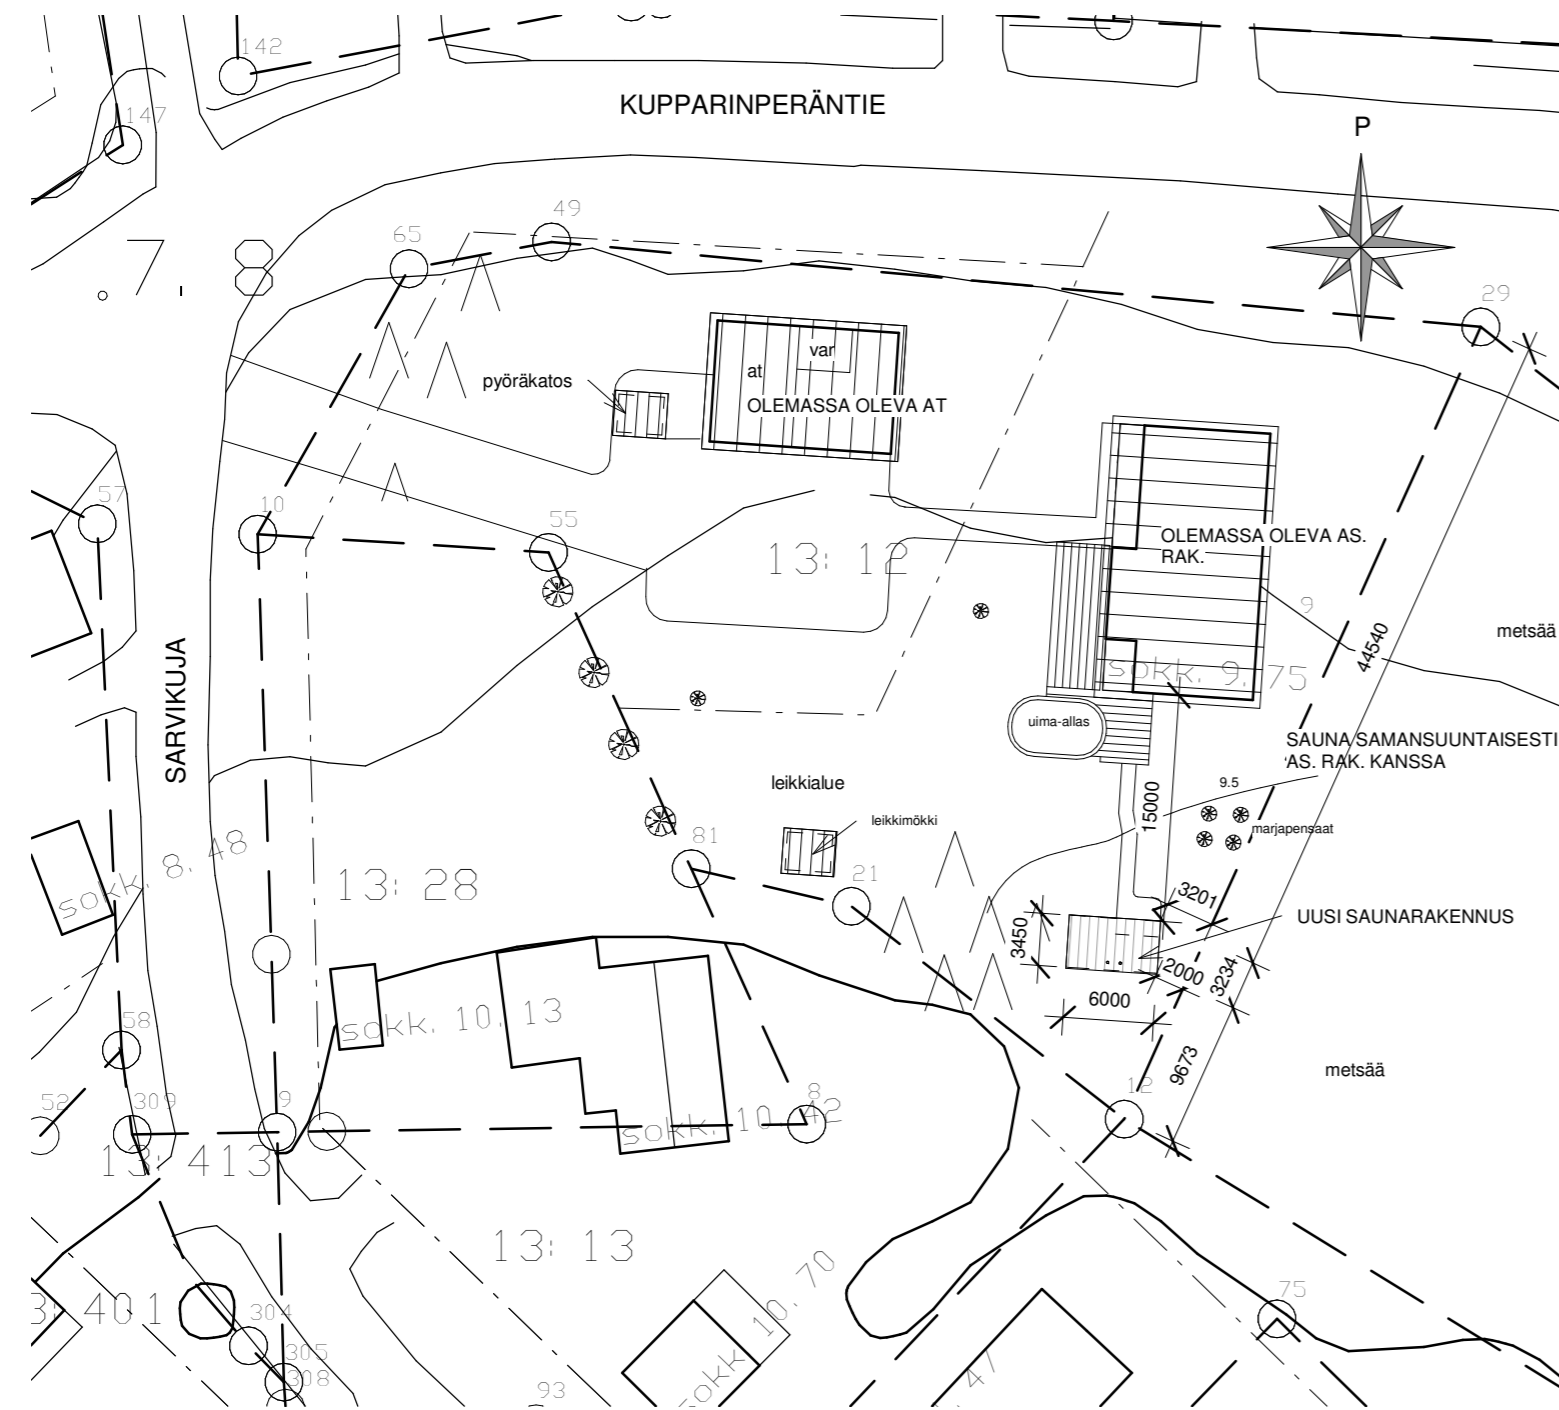 142
KUPPARINPERÄNTIE
147
P
49
65
7
8
29
var
at
pyöräkatos
OLEMASSA OLEVA AT
57
10
55
13: 12
OLEMASSA OLEVA AS.
RAK.
9
metsää
44540
SARVIKUJA
sokk. 9. 75
uima-allas
SAUNA SAMANSUUNTAISESTI
AS. RAK. KANSSA
leikkialue
9.5
15000
leikkimökki
marjapensaat
sokk. 8. 48
81
21
13: 28
3201
UUSI SAUNARAKENNUS
3450
2000
3234
6000
sokk. 10. 13
58
9673
metsää
52
309
9
8
12
sokk. 10. 42
13: 413
13: 13
sokk 10. 70
75
3: 401
304
305
308
93
47